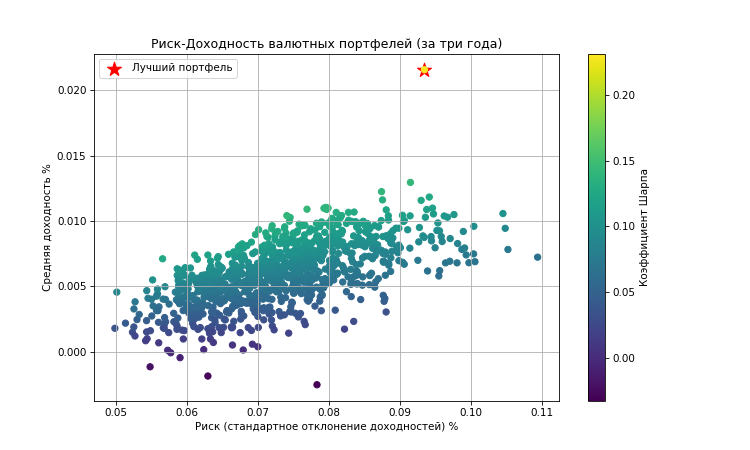 Риск-Доходность валютных портфелей (за три года)
Лучший портфель
Средняя доходность %
0.020
0.015
0.010
0.005
0.000
0.05 0.06 0.07 0.08 0.09 0.10 0.11
Риск (стандартное отклонение доходностей) %
0.20
0.15
0.10
0.05
0.00
Коэффициент Шарпа